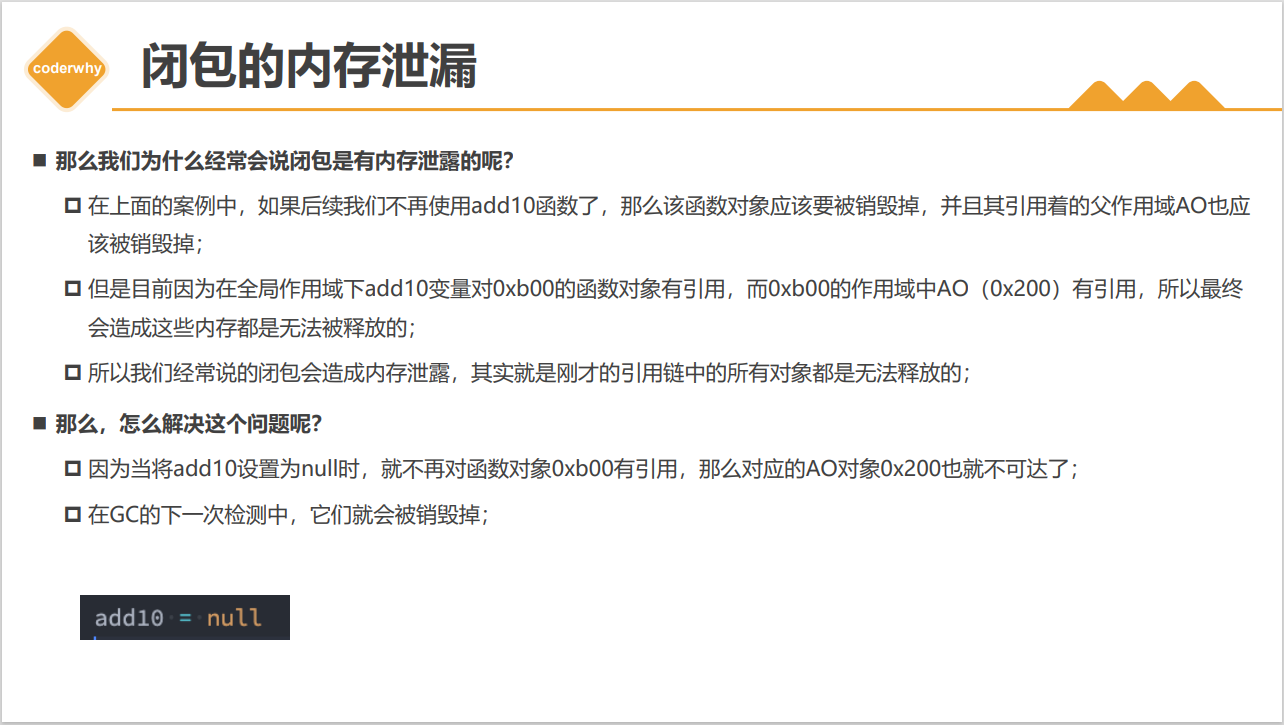 coderwhy
闭包的内存泄漏
那么我们为什么经常会说闭包是有内存泄露的呢？
在上面的案例中，如果后续我们不再使用add10函数了，那么该函数对象应该要被销毁掉，并且其引用着的父作用域AO也应
该被销毁掉；
但是目前因为在全局作用域下add10变量对0xb00的函数对象有引用，而0xb00的作用域中AO（0x200）有引用，所以最终
会造成这些内存都是无法被释放的；
所以我们经常说的闭包会造成内存泄露，其实就是刚才的引用链中的所有对象都是无法释放的；
那么，怎么解决这个问题呢？
因为当将add10设置为null时，就不再对函数对象0xb00有引用，那么对应的AO对象0x200也就不可达了；
在GC的下一次检测中，它们就会被销毁掉；
add10 = null